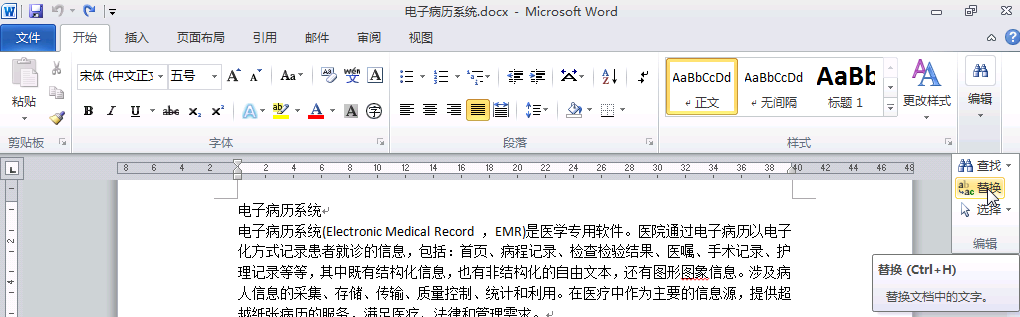 电子病历系统.docx - Microsoft Word
文件 开始 插入 页面布局 引用 邮件 审阅 视图
粘贴
剪贴板
宋体 (中文正文 五号
B I U abc x₂ x²
字体
段落
AaBbCcDd AaBbCcDd AaBb
正文 无间隔 标题 1
更改样式
样式
编辑
8 6 4 2 2 4 6 8 10 12 14 16 18 20 22 24 26 28 30 32 34 36 38 40 42 44 46 48
查找
替换
选择
编辑
替换 (Ctrl+H)
替换文档中的文字。
电子病历系统
电子病历系统(Electronic Medical Record ，EMR)是医学专用软件。医院通过电子病历以电子
化方式记录患者就诊的信息，包括：首页、病程记录、检查检验结果、医嘱、手术记录、护
理记录等等，其中既有结构化信息，也有非结构化的自由文本，还有图形图象信息。涉及病
人信息的采集、存储、传输、质量控制、统计和利用。在医疗中作为主要的信息源，提供超
越纸张病历的服务，满足医疗、法律和管理需求。